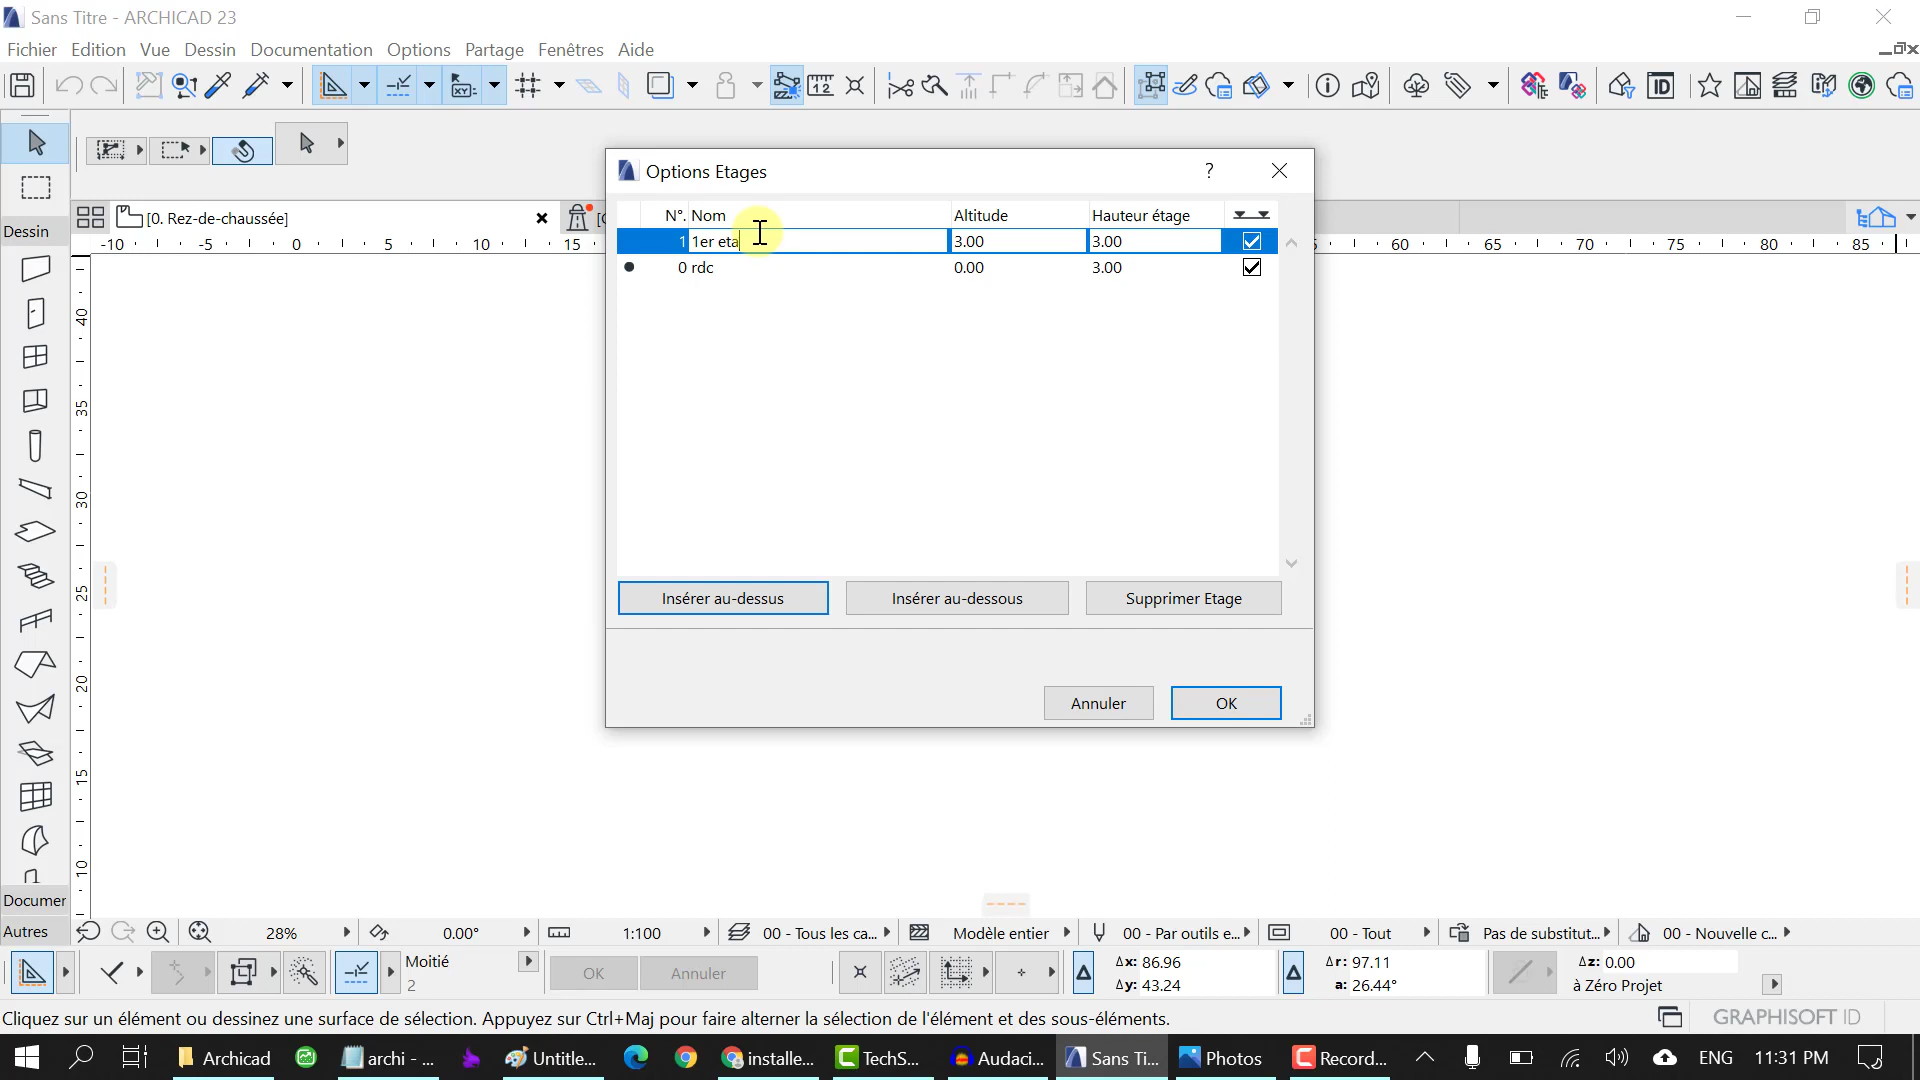 Sans Titre - ARCHICAD 23
Fichier Edition Vue Dessin Documentation Options Partage Fenêtres Aide
Options Etages ?
[0. Rez-de-chaussée]
Dessin
-10 -5 0 5 10 15 60 65 70 75 80 85
N°. Nom Altitude Hauteur étage
1 1er eta 3.00 3.00
0 rdc 0.00 3.00
40
35
30
25
20
15
10
Insérer au-dessus Insérer au-dessous Supprimer Etage
Annuler OK
Documen
Autres 28% 0.00° 1:100 00 - Tous les ca... Modèle entier 00 - Par outils e... 00 - Tout Pas de substitut... 00 - Nouvelle c...
Moitié
2
OK Annuler
Δx: 86.96 Δr: 97.11 Δz: 0.00
Δy: 43.24 a: 26.44° à Zéro Projet
Cliquez sur un élément ou dessinez une surface de sélection. Appuyez sur Ctrl+Maj pour faire alterner la sélection de l'élément et des sous-éléments.
GRAPHISOFT ID
Archicad archi - ... Untitle... installe... TechS... Audaci... Sans Ti... Photos Record... ENG 11:31 PM